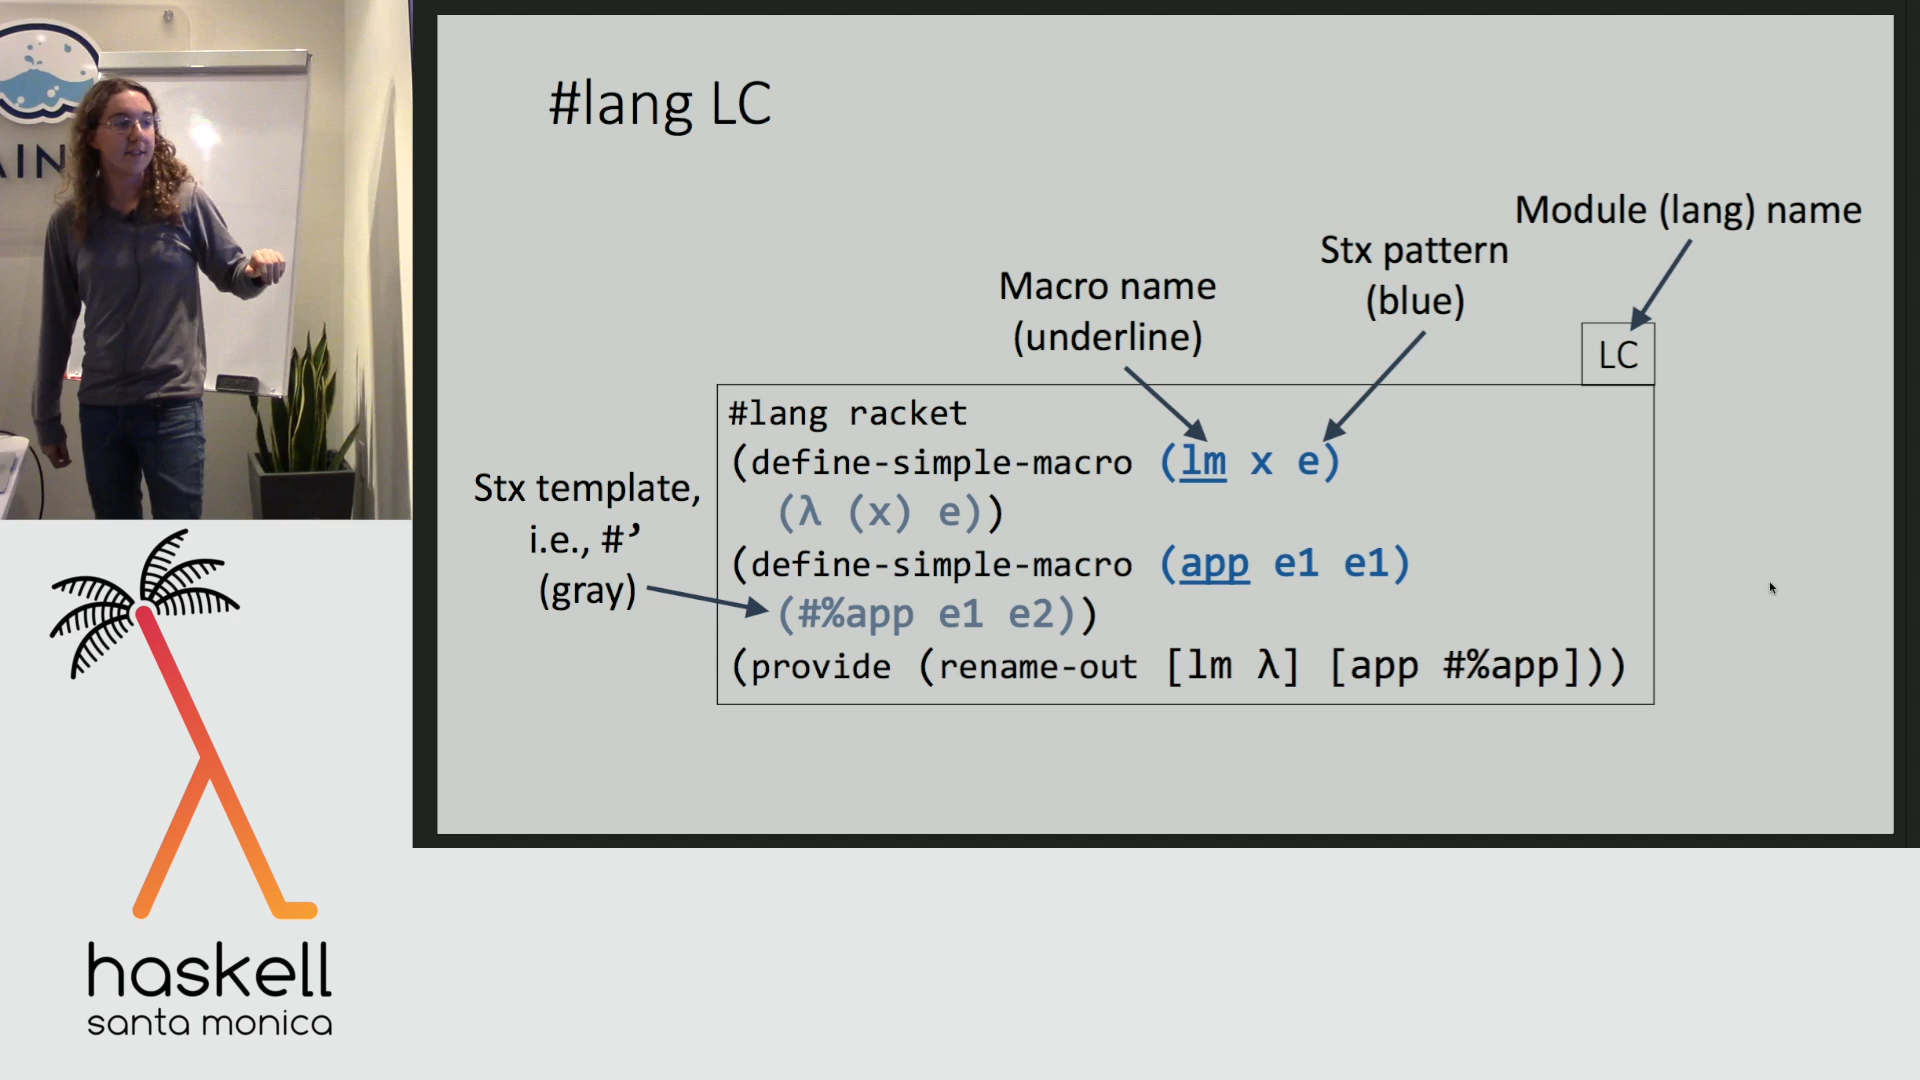 AIN
#lang LC
Module (lang) name
Stx pattern
(blue)
Macro name
(underline)
LC
#lang racket
(define-simple-macro (lm x e)
(λ (x) e))
(define-simple-macro (app e1 e1)
(#%app e1 e2))
(provide (rename-out [lm λ] [app #%app]))
Stx template,
i.e., #’
(gray)
haskell
santa monica